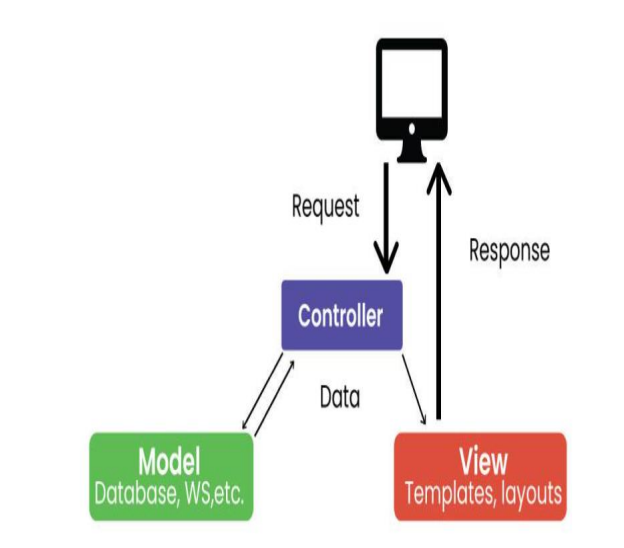 Request
Response
Controller
Data
Model
Database, WS,etc.
View
Templates, layouts